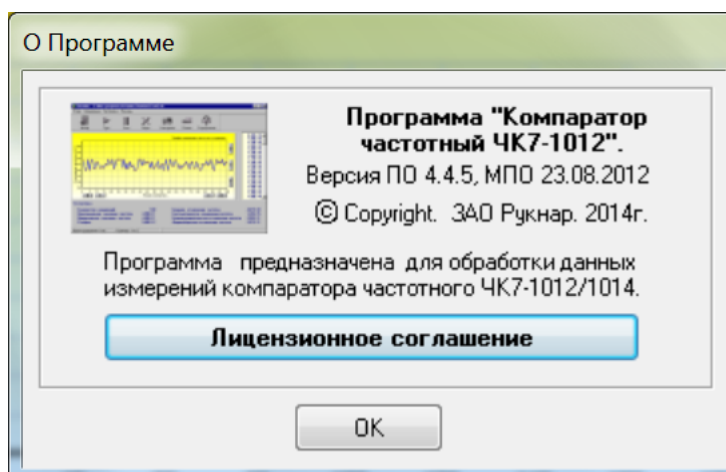 О Программе
Программа "Компаратор
частотный ЧК7-1012".
Версия ПО 4.4.5, МПО 23.08.2012
© Copyright. ЗАО Рукнар. 2014г.
Программа предназначена для обработки данных
измерений компаратора частотного ЧК7-1012/1014.
Лицензионное соглашение
OK